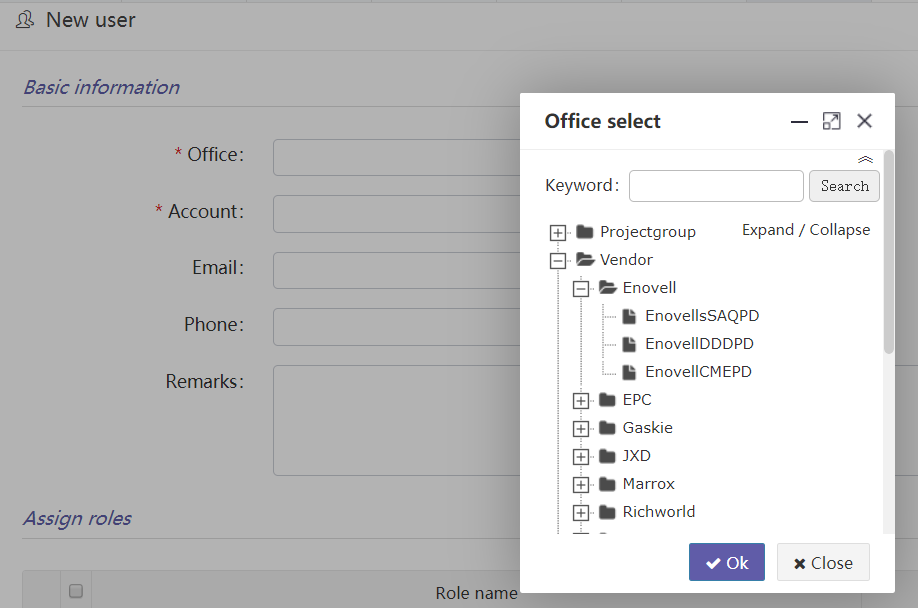 New user
Basic information
* Office:
* Account:
Email:
Phone:
Remarks:
Assign roles
Role name
Office select
Keyword:
Search
Expand / Collapse
Projectgroup
Vendor
Enovell
EnovellsSAQPD
EnovellDDDPD
EnovellCMEPD
EPC
Gaskie
JXD
Marrox
Richworld
Ok
Close